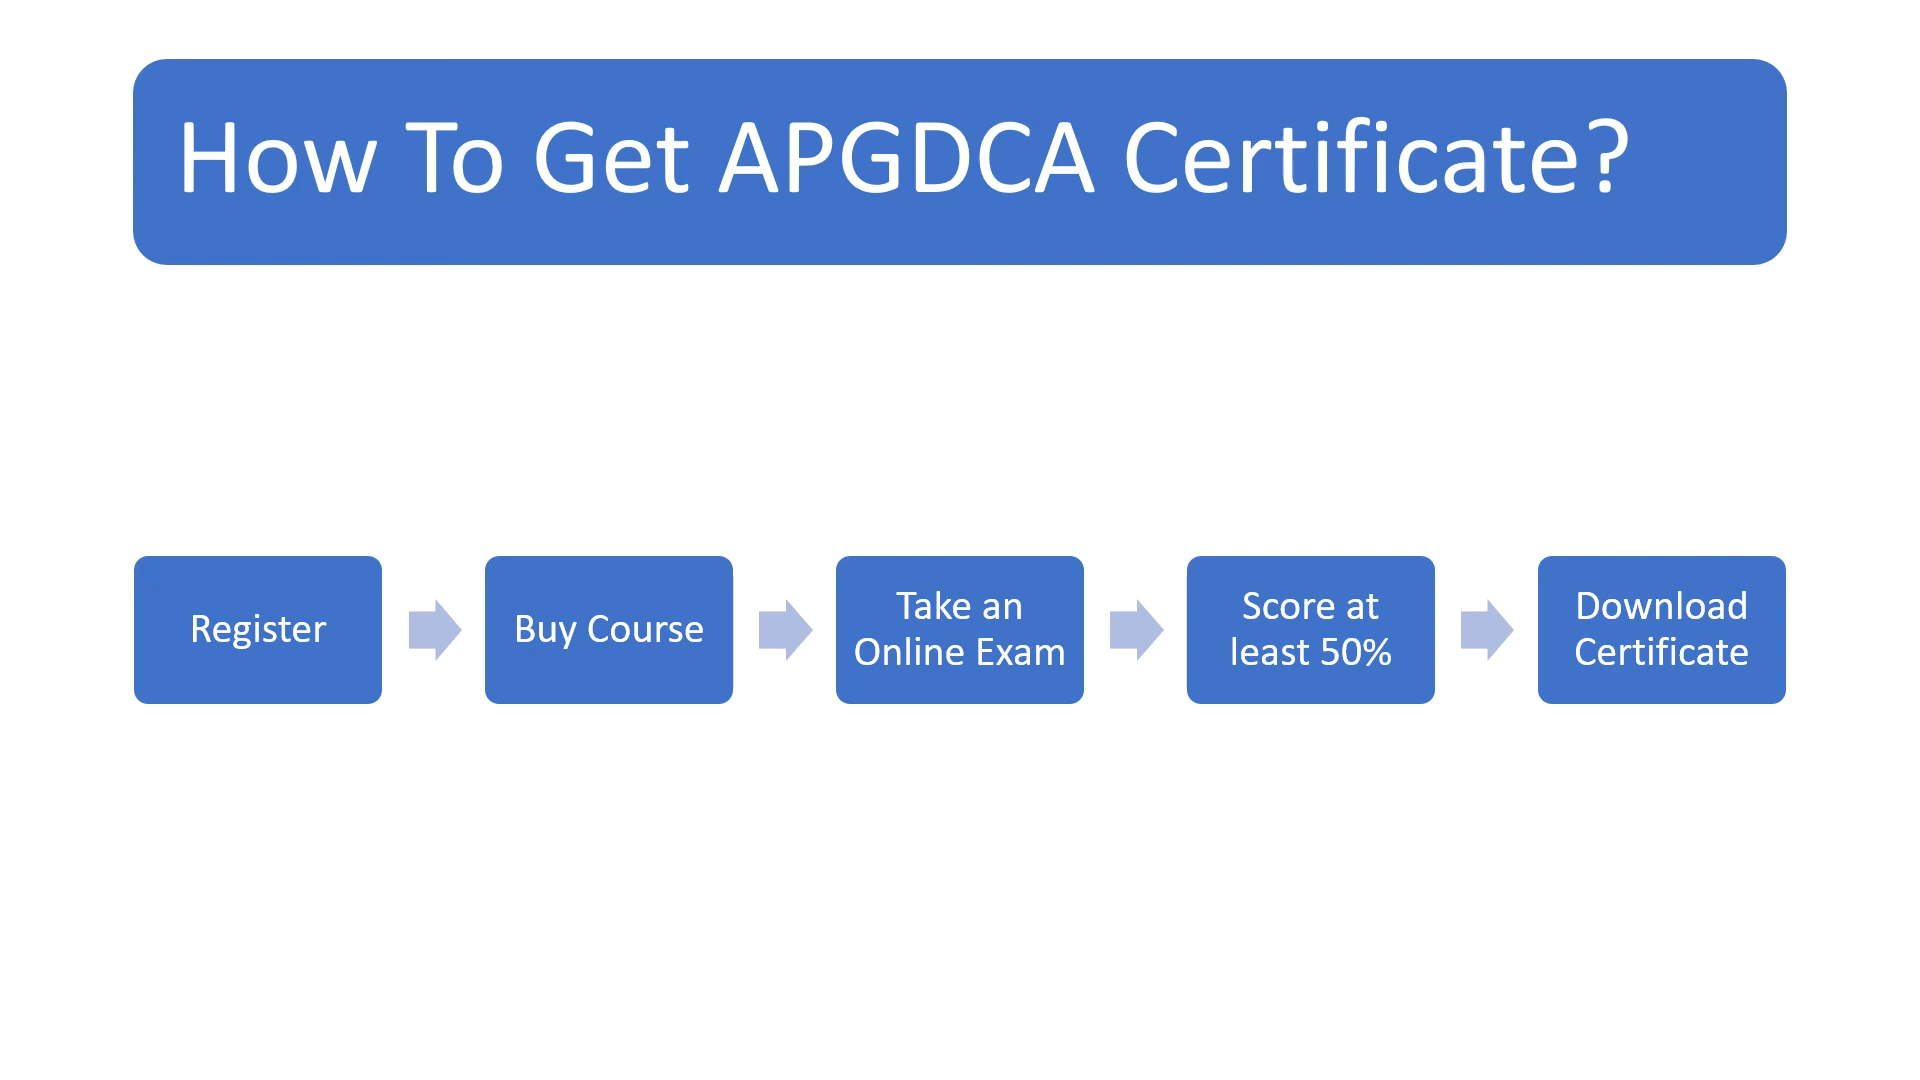 How To Get APGDCA Certificate?
Register
Buy Course
Take an
Online Exam
Score at
least 50%
Download
Certificate